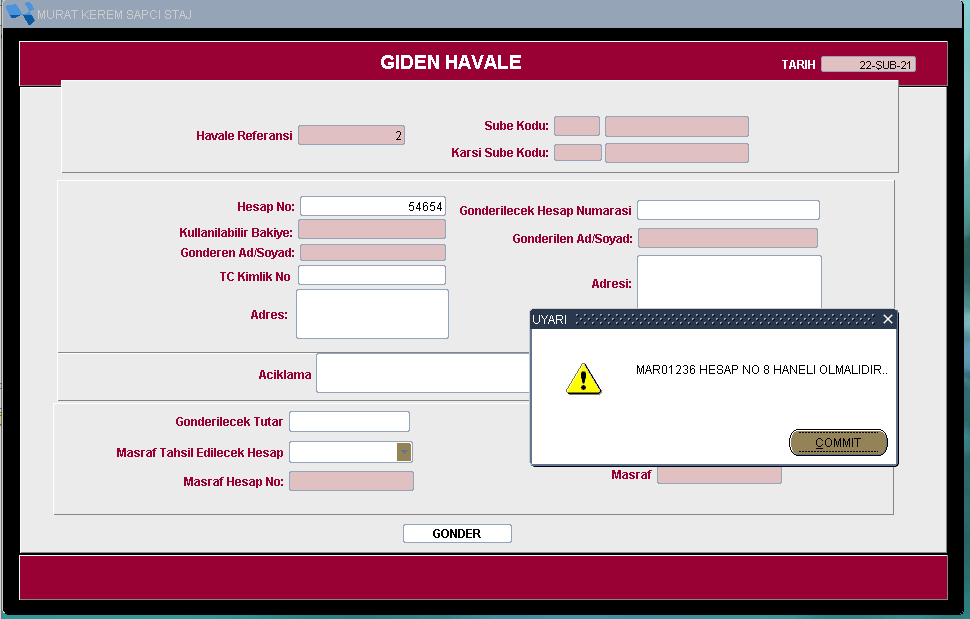 MURAT KEREM SAPCI STAJ
GIDEN HAVALE
TARIH 22-SUB-21
Havale Referansi 2
Sube Kodu:
Karsi Sube Kodu:
Hesap No: 54654
Gonderilecek Hesap Numarasi
Kullanilabilir Bakiye:
Gonderilen Ad/Soyad:
Gonderen Ad/Soyad:
TC Kimlik No
Adresi:
Adres:
UYARI
MAR01236 HESAP NO 8 HANELI OLMALIDIR..
COMMIT
Aciklama
Gonderilecek Tutar
Masraf Tahsil Edilecek Hesap
Masraf Hesap No:
Masraf
GONDER